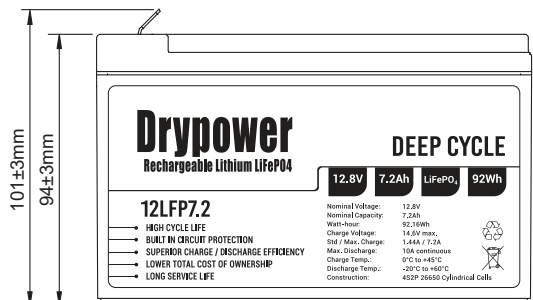 101±3mm
94±3mm
Drypower
Rechargeable Lithium LiFePO4
DEEP CYCLE
12.8V 7.2Ah LiFePO₄ 92Wh
12LFP7.2
HIGH CYCLE LIFE
BUILT IN CIRCUIT PROTECTION
SUPERIOR CHARGE / DISCHARGE EFFICIENCY
LOWER TOTAL COST OF OWNERSHIP
LONG SERVICE LIFE
Nominal Voltage: 12.8V
Nominal Capacity: 7.2Ah
Watt-hour: 92.16Wh
Charge Voltage: 14.6V max.
Std / Max. Charge: 1.44A / 7.2A
Max. Discharge: 10A continuous
Charge Temp.: 0°C to +45°C
Discharge Temp.: -20°C to +60°C
Construction: 4S2P 26650 Cylindrical Cells